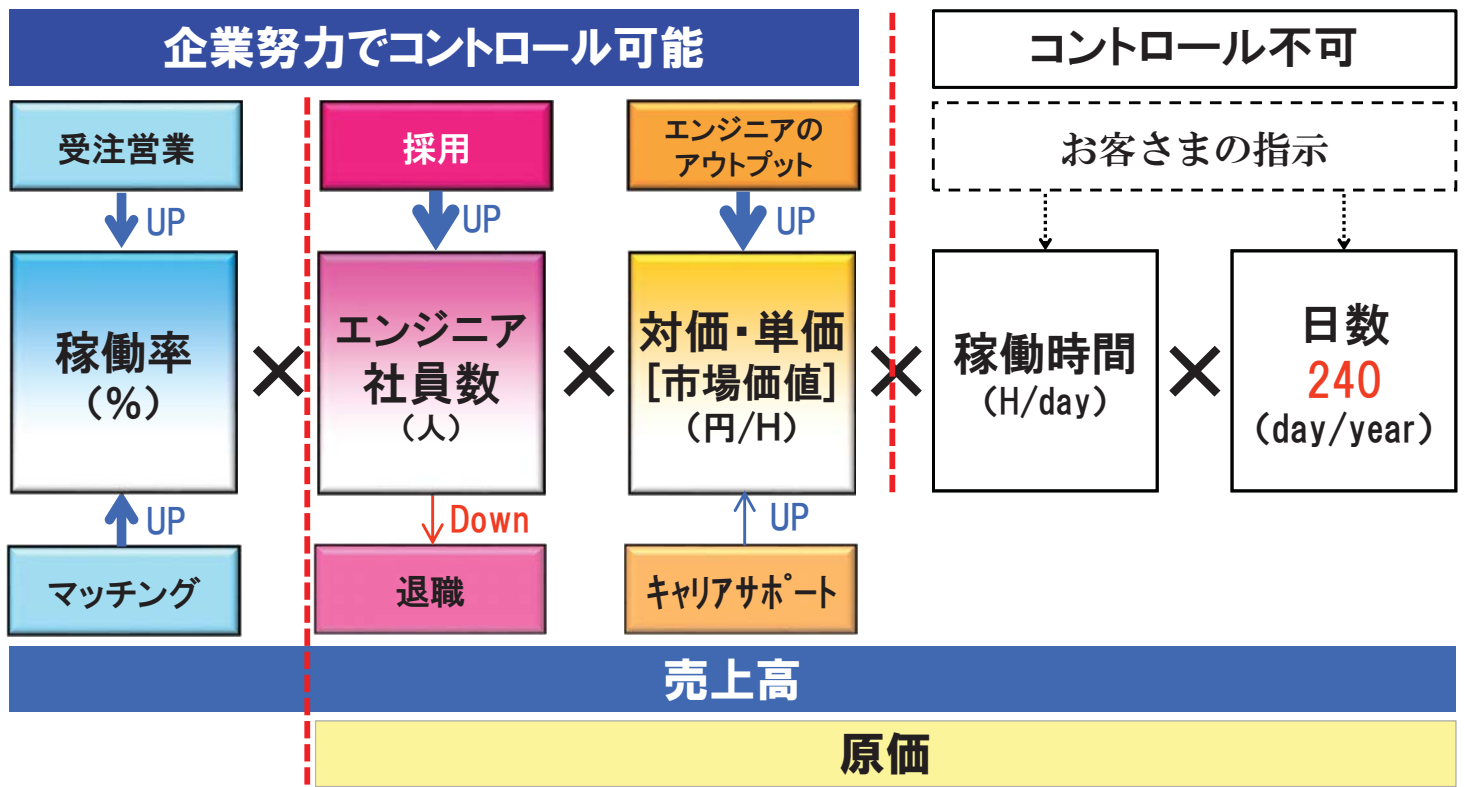 企業努力でコントロール可能
コントロール不可
受注営業
採用
エンジニアの
アウトプット
お客さまの指示
UP
UP
UP
稼働率
（%）
×
エンジニア
社員数
（人）
×
対価・単価
[市場価値]
（円/H）
×
稼働時間
（H/day）
×
日数
240
（day/year）
UP
Down
UP
マッチング
退職
キャリアサポート
売上高
原価